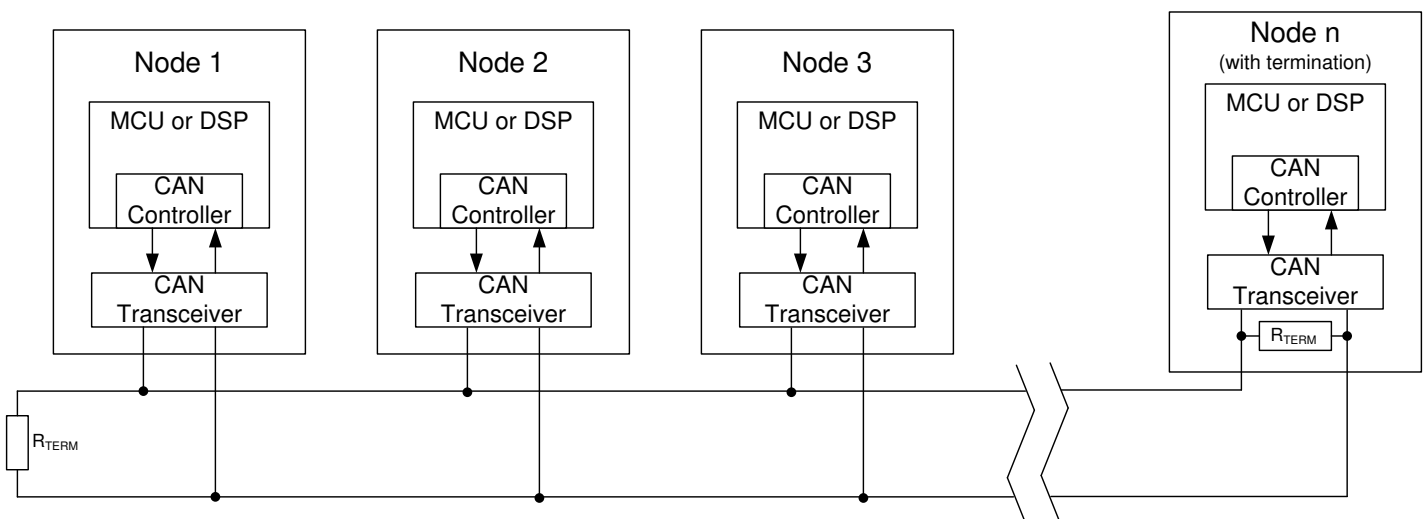 Node 1
MCU or DSP
CAN
Controller
CAN
Transceiver
Node 2
MCU or DSP
CAN
Controller
CAN
Transceiver
Node 3
MCU or DSP
CAN
Controller
CAN
Transceiver
Node n
(with termination)
MCU or DSP
CAN
Controller
CAN
Transceiver
RTERM
RTERM